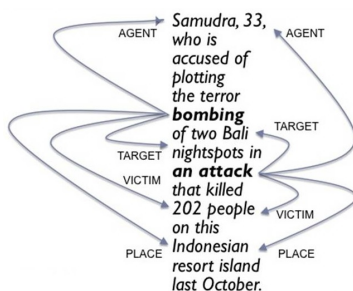 Samudra, 33,
AGENT
AGENT
who is
accused of
plotting
the terror
bombing
of two Bali
TARGET
TARGET
nightspots in
an attack
VICTIM
that killed
202 people
VICTIM
on this
Indonesian
PLACE
PLACE
resort island
last October.